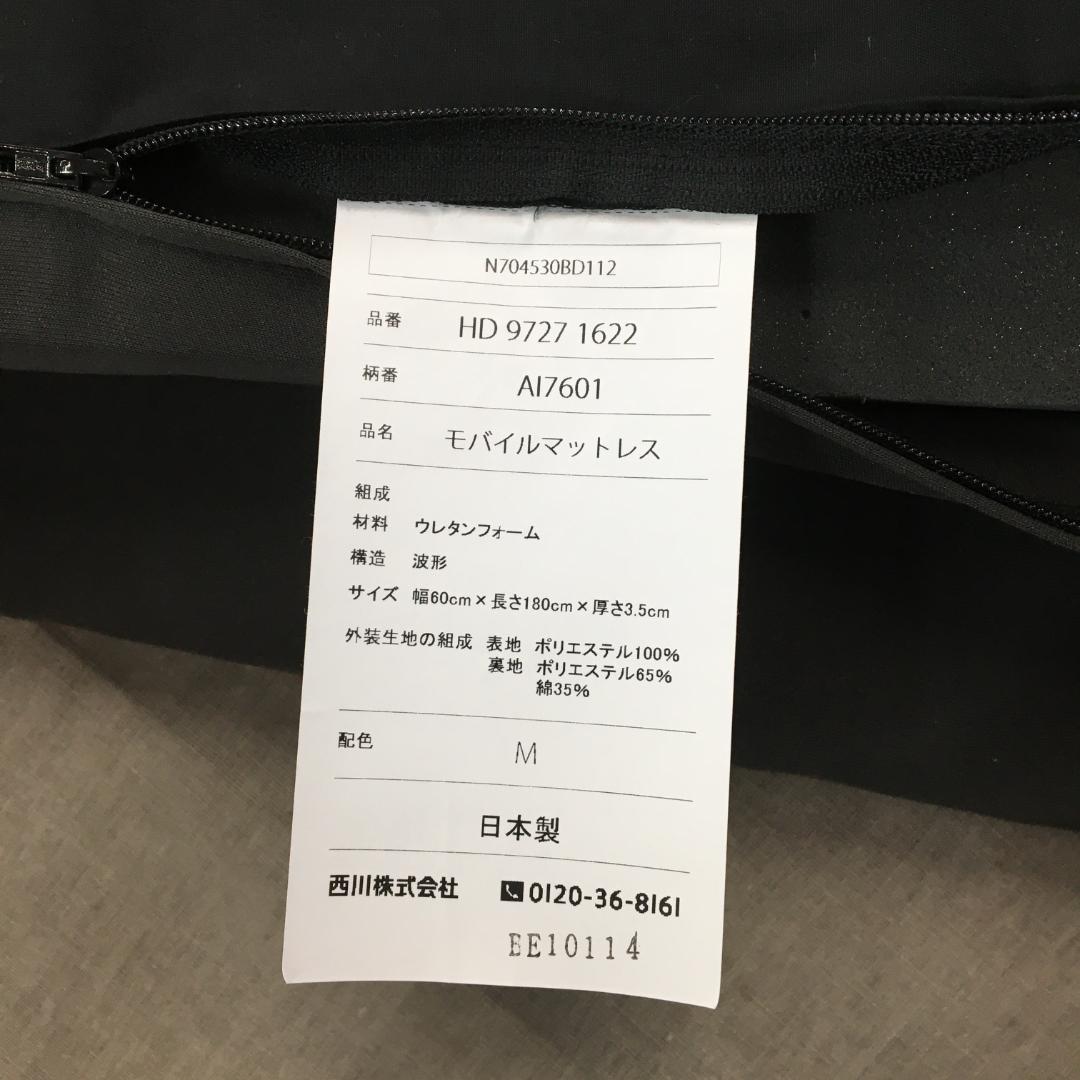 N704530BD112
品番 HD 9727 1622
柄番 AI7601
品名 モバイルマットレス
組成
材料 ウレタンフォーム
構造 波形
サイズ 幅60cm×長さ180cm×厚さ3.5cm
外装生地の組成 表地 ポリエステル100%
裏地 ポリエステル65%
綿35%
配色 M
日本製
西川株式会社 0120-36-8161
EE10114